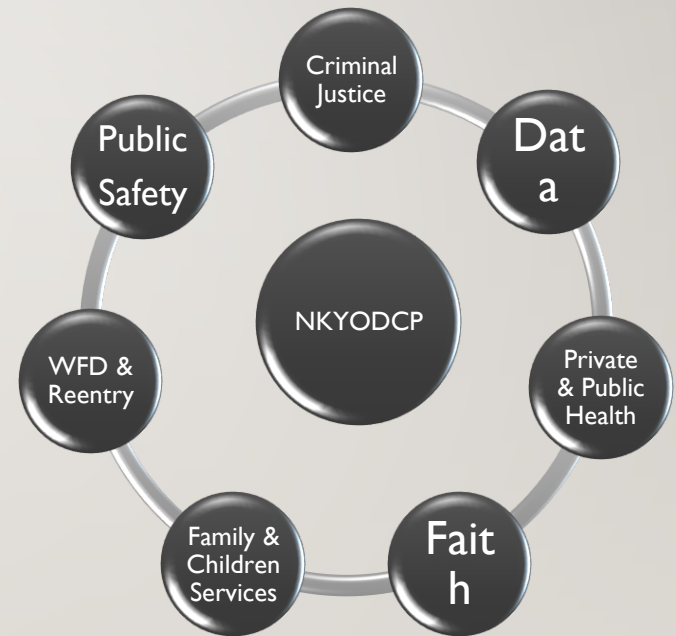 Criminal
Justice
Dat
a
Private
& Public
Health
Fait
h
Family &
Children
Services
WFD &
Reentry
Public
Safety
NKYODCP